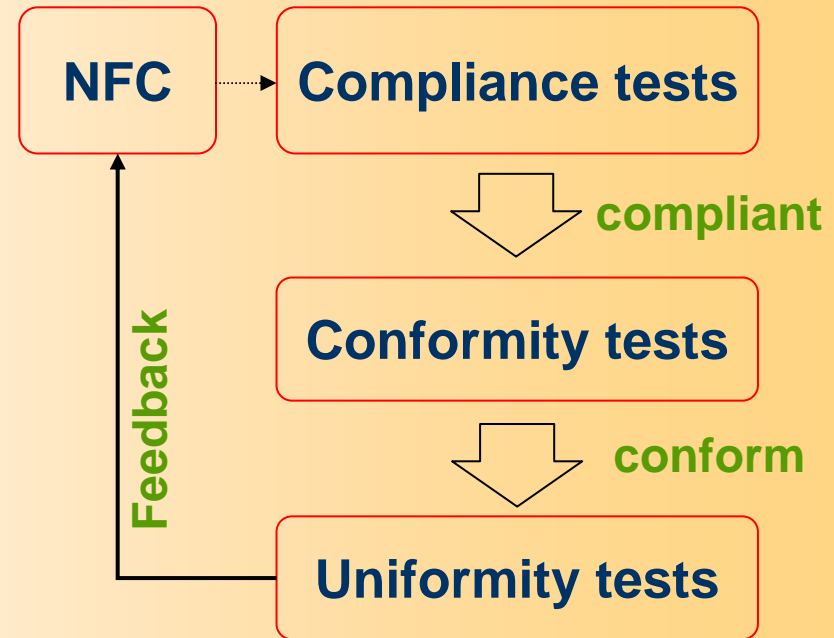 NFC
Compliance tests
compliant
Conformity tests
Feedback
conform
Uniformity tests